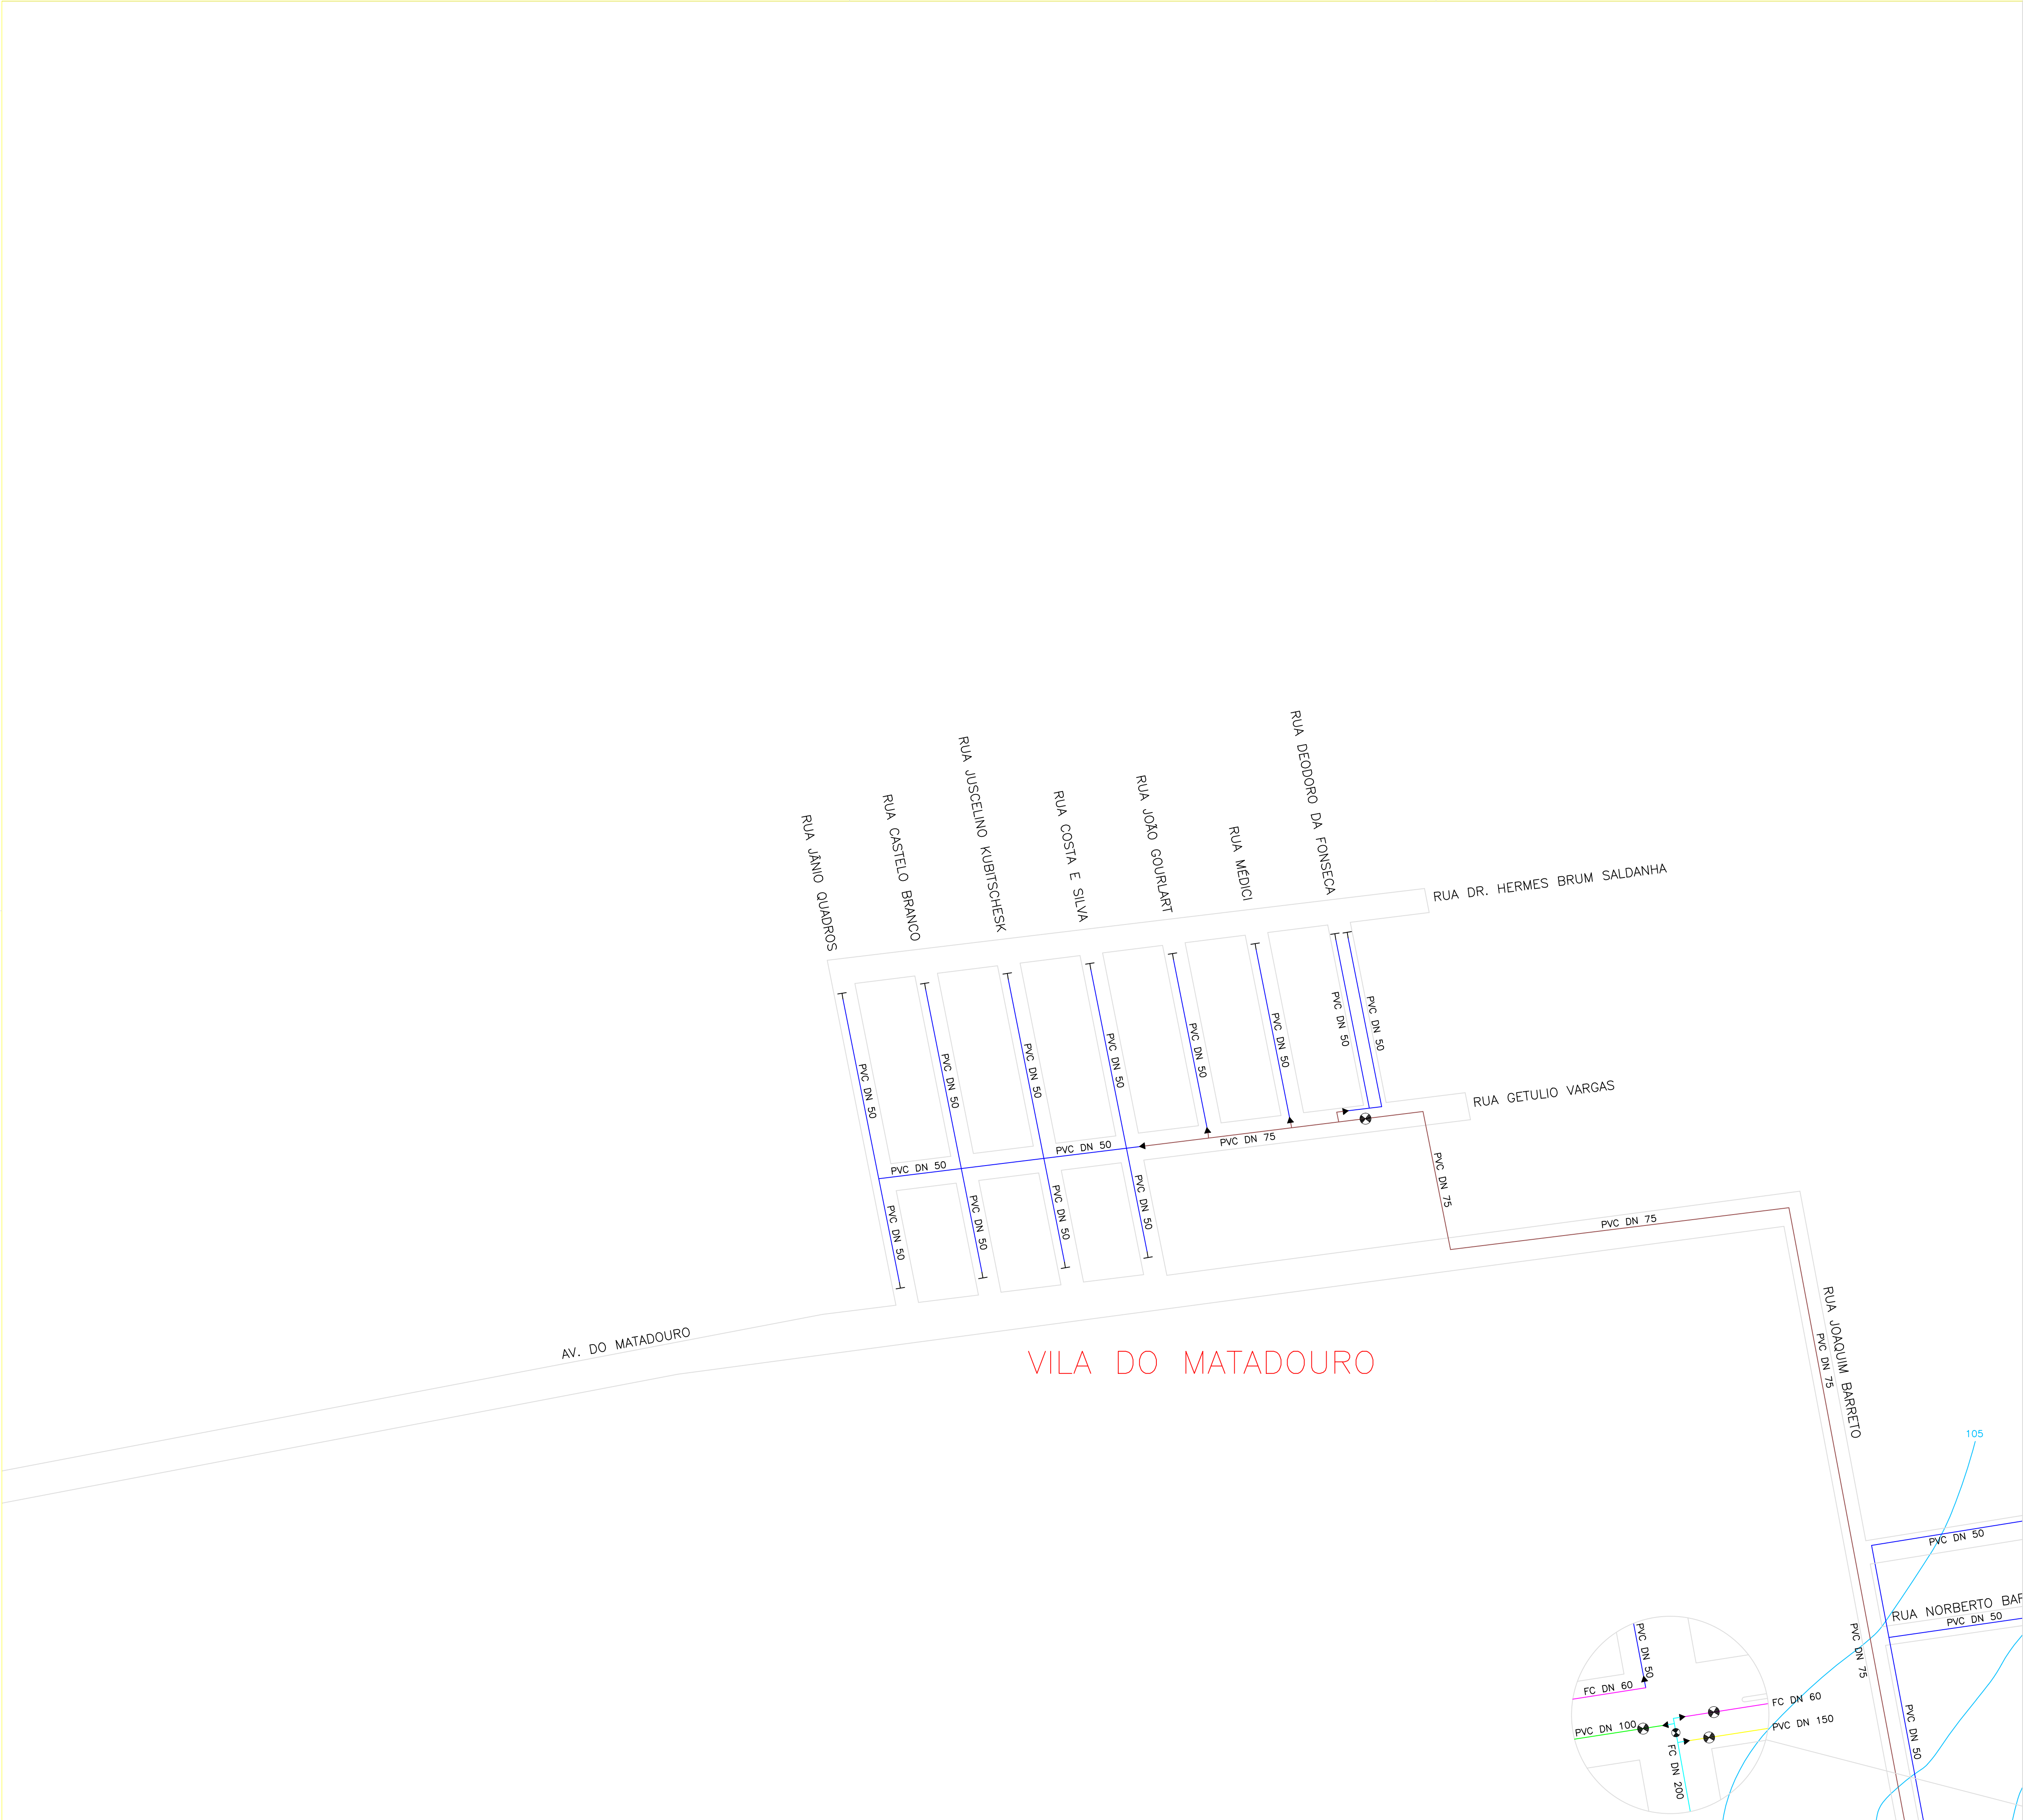 RUA DEODORO DA FONSECA
RUA JUSCELINO KUBITSCHESK
RUA JOÃO GOURLART
RUA COSTA E SILVA
RUA CASTELO BRANCO
RUA JÂNIO QUADROS
RUA MÉDICI
RUA DR. HERMES BRUM SALDANHA
PVC DN 50
PVC DN 50
PVC DN 50
PVC DN 50
PVC DN 50
PVC DN 50
PVC DN 50
PVC DN 50
RUA GETULIO VARGAS
PVC DN 75
PVC DN 50
PVC DN 50
PVC DN 75
PVC DN 50
PVC DN 50
PVC DN 50
PVC DN 50
PVC DN 75
RUA JOAQUIM BARRETO
PVC DN 75
AV. DO MATADOURO
VILA DO MATADOURO
105
PVC DN 50
RUA NORBERTO BAR
PVC DN 50
PVC DN 75
PVC DN 50
FC DN 60
FC DN 60
PVC DN 100
PVC DN 150
FC DN 200
PVC DN 50